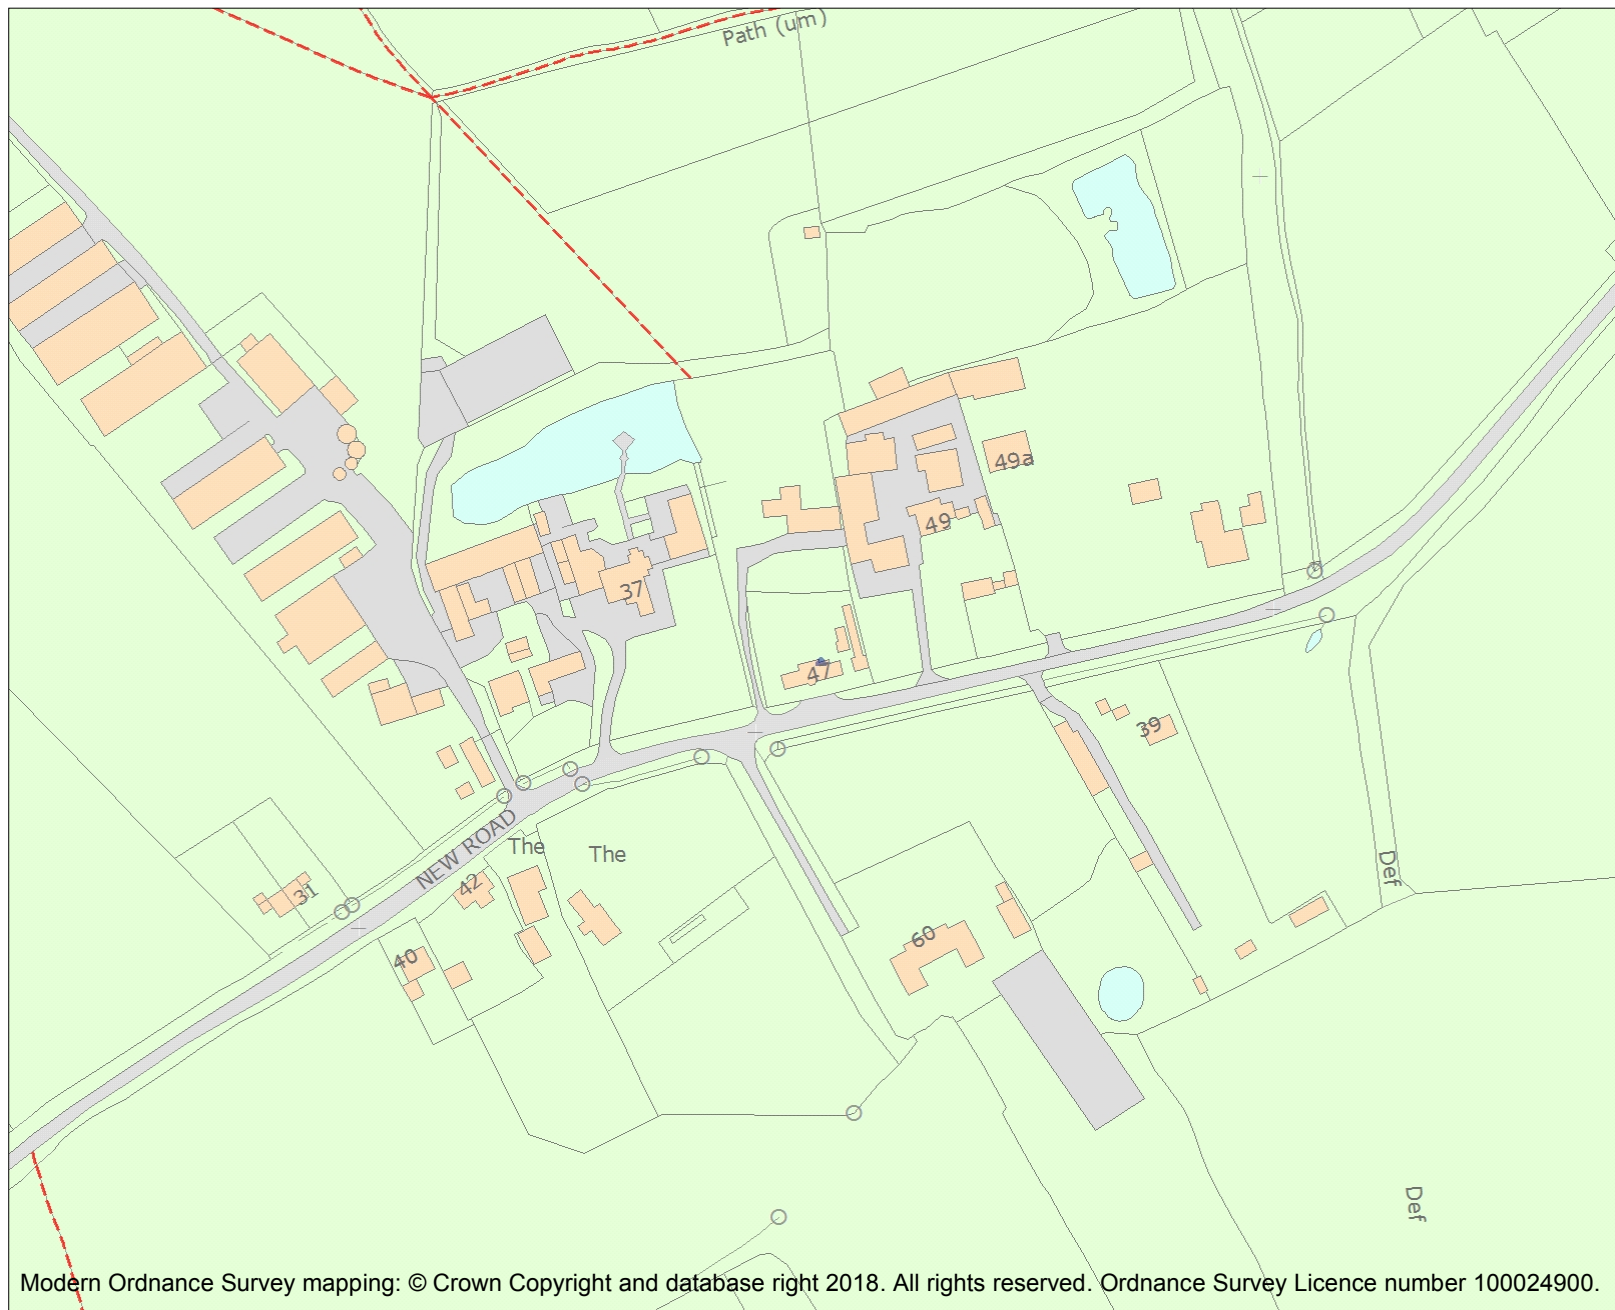 Path (um)
49a
49
37
47
39
NEW ROAD
The
The
42
31
Def
60
40
Def
Modern Ordnance Survey mapping: © Crown Copyright and database right 2018. All rights reserved. Ordnance Survey Licence number 100024900.